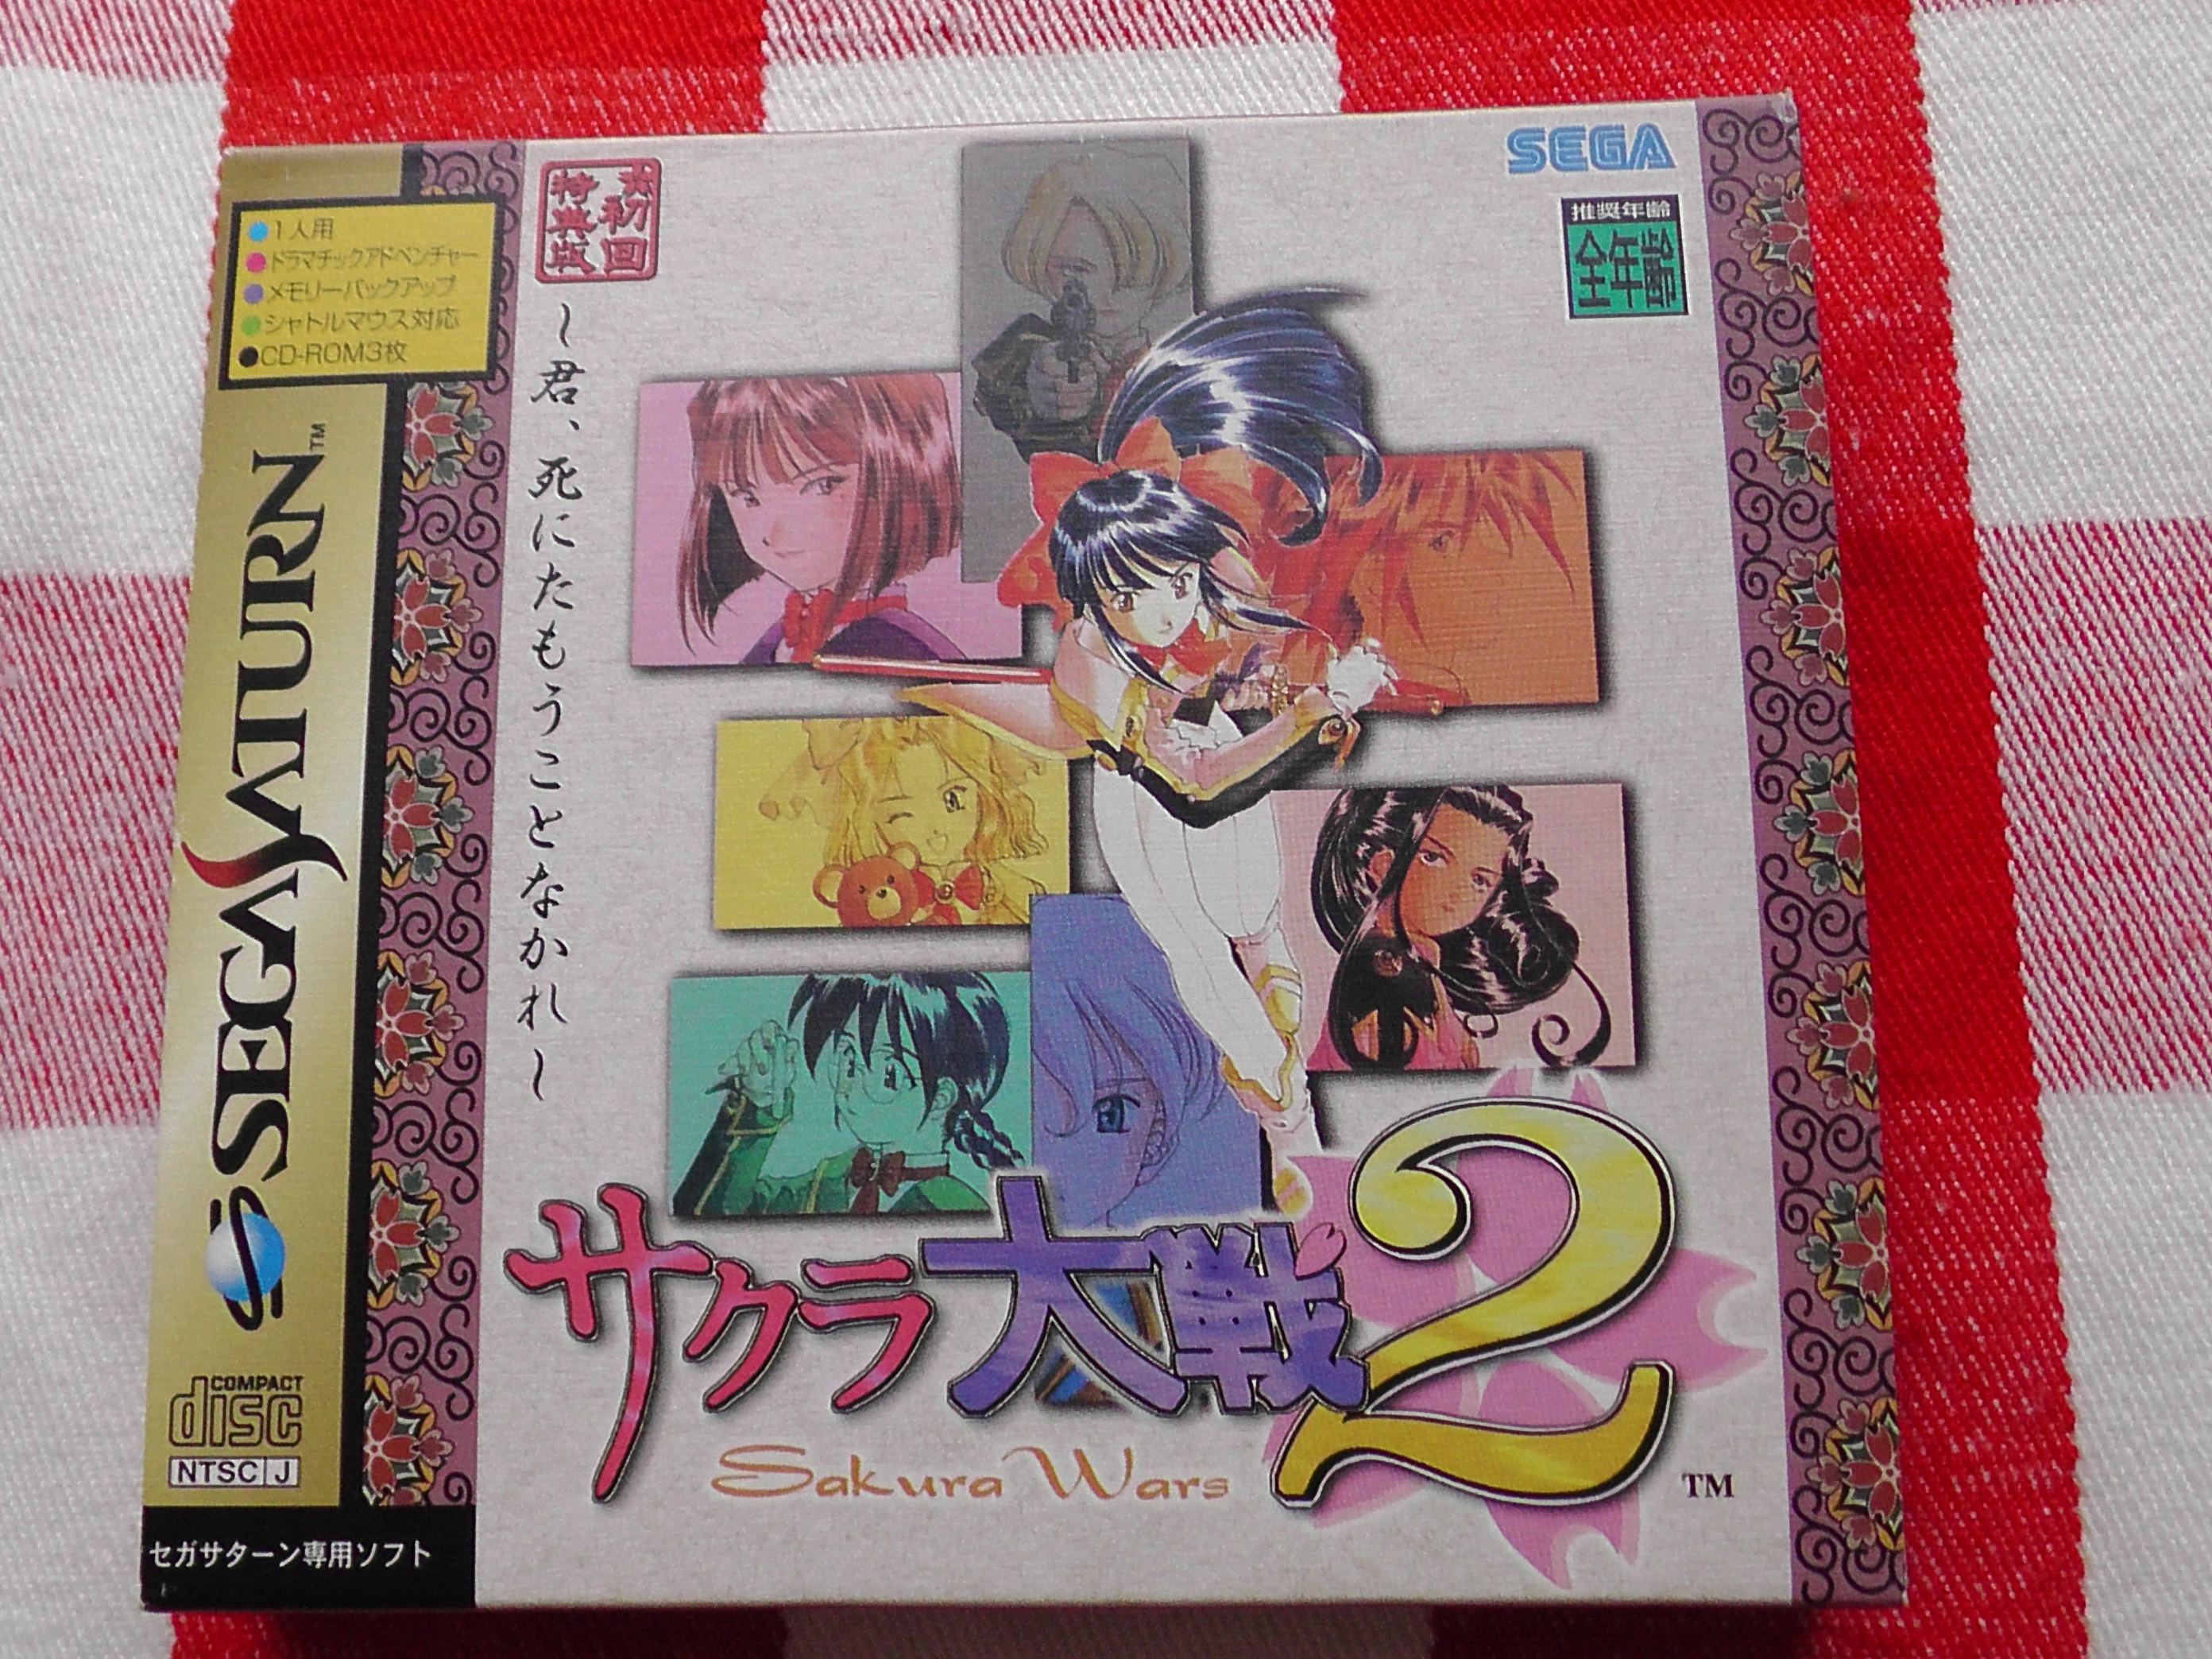 1人用
ドラマチックアドベンチャー
メモリーバックアップ
シャトルマウス対応
CD-ROM3枚
SEGA SATURN™
COMPACT
disc
NTSC J
セガサターン専用ソフト
初回
特典版
~君、死にたもうことなかれ~
SEGA
推奨年齢
全年齢
サクラ大戦2
Sakura Wars
TM